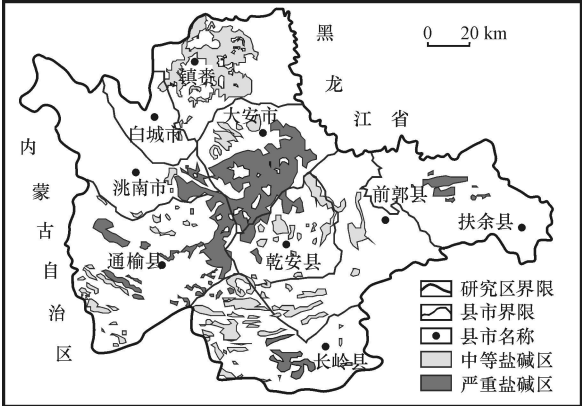 黑龙江省
0 20 km
镇赉
大安市
白城市
内蒙古自治区
洮南市
前郭县
扶余县
通榆县
乾安县
长岭县
研究区界限
县市界限
县市名称
中等盐碱区
严重盐碱区